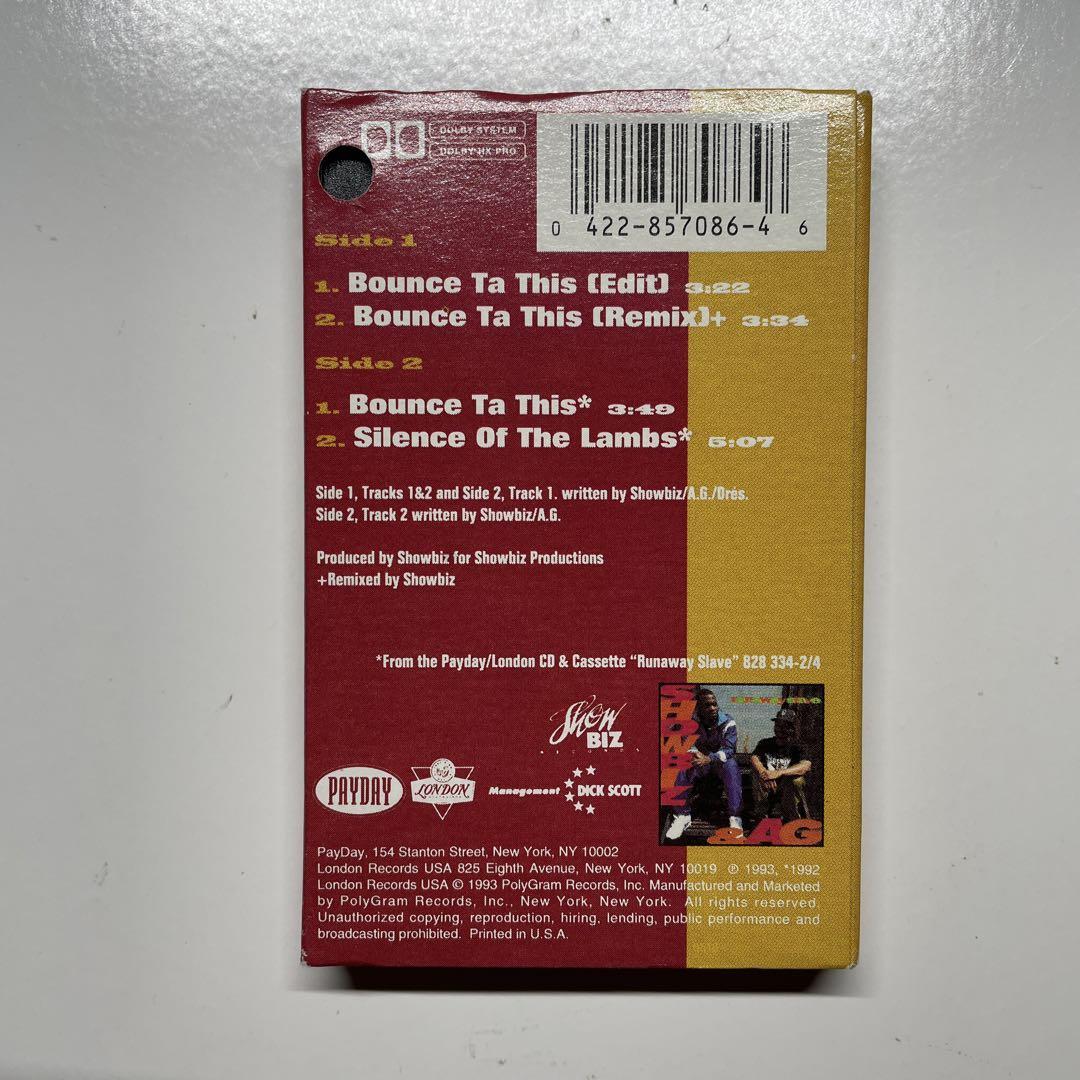 DOLBY SYSTEM
DOLBY HX PRO
0 422-857086-4 6
Side 1
1. Bounce Ta This (Edit) 3:22
2. Bounce Ta This (Remix)+ 3:34
Side 2
1. Bounce Ta This* 3:49
2. Silence Of The Lambs* 5:07
Side 1, Tracks 1&2 and Side 2, Track 1. written by Showbiz/A.G./Drés.
Side 2, Track 2 written by Showbiz/A.G.
Produced by Showbiz for Showbiz Productions
+Remixed by Showbiz
*From the Payday/London CD & Cassette "Runaway Slave" 828 334-2/4
SHOW
BIZ
RECORDS
SHOWBIZ
& AG
PAYDAY
LONDON
Management DICK SCOTT
PayDay, 154 Stanton Street, New York, NY 10002
London Records USA 825 Eighth Avenue, New York, NY 10019 ℗ 1993, *1992
London Records USA © 1993 PolyGram Records, Inc. Manufactured and Marketed
by PolyGram Records, Inc., New York, New York. All rights reserved.
Unauthorized copying, reproduction, hiring, lending, public performance and
broadcasting prohibited. Printed in U.S.A.